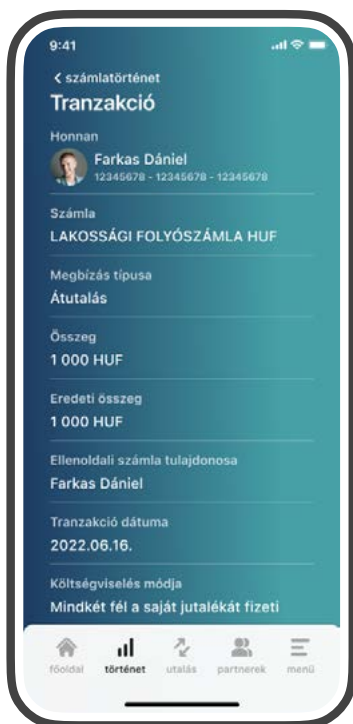 9:41
számlatörténet
Tranzakció
Honnan
Farkas Dániel
12345678 - 12345678 - 12345678
Számla
LAKOSSÁGI FOLYÓSZÁMLA HUF
Megbízás típusa
Átutalás
Összeg
1 000 HUF
Eredeti összeg
1 000 HUF
Ellenoldali számla tulajdonosa
Farkas Dániel
Tranzakció dátuma
2022.06.16.
Költségviselés módja
Mindkét fél a saját jutalékát fizeti
főoldal történet utalás partnerek menü